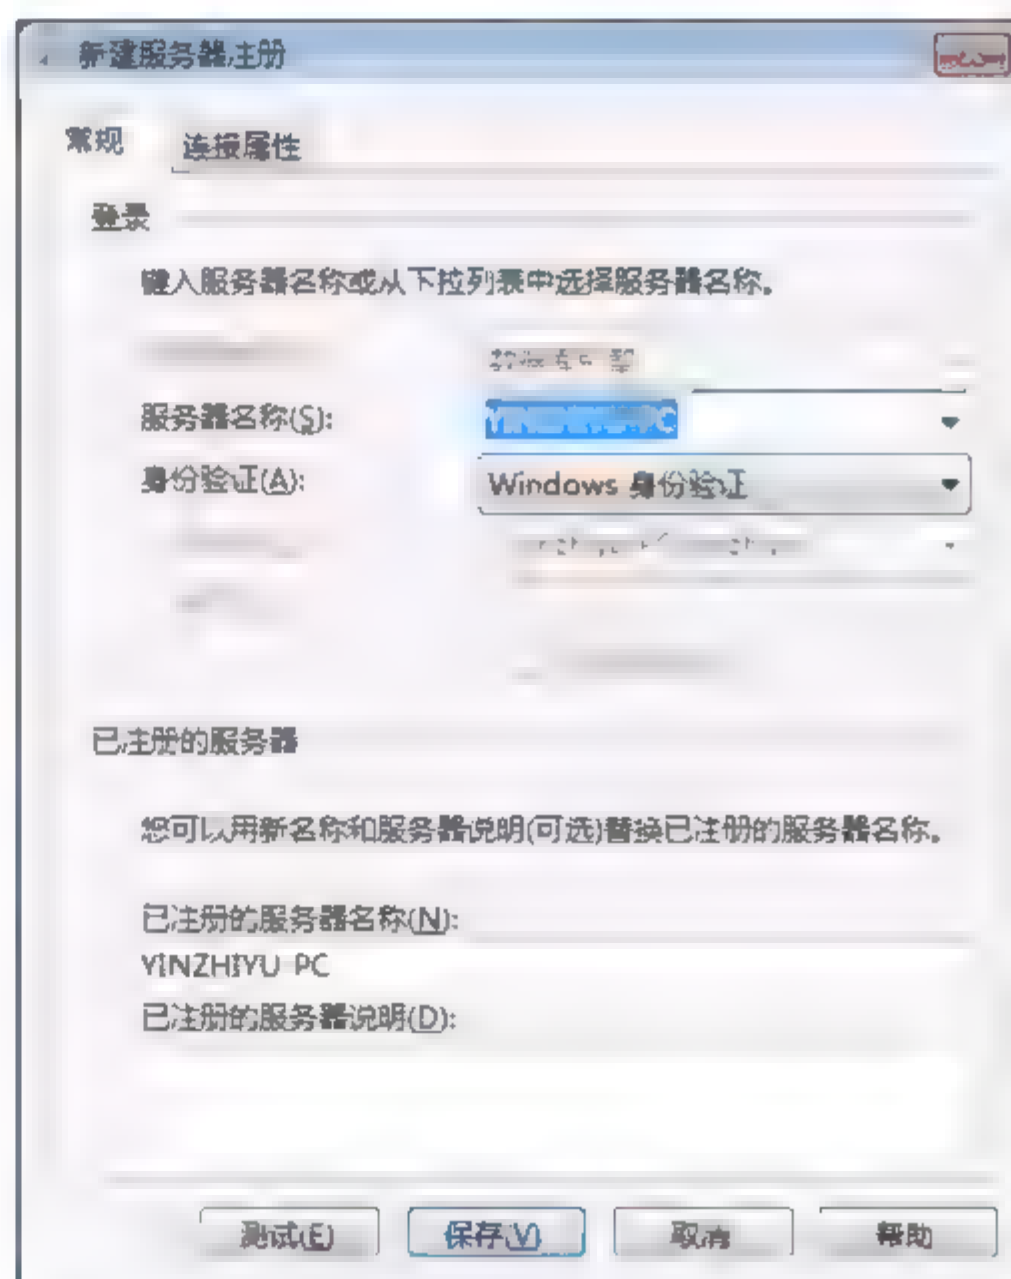 新建服务器注册
常规 连接属性
登录
键入服务器名称或从下拉列表中选择服务器名称。
服务器名称(S):
身份验证(A): Windows 身份验证
已注册的服务器
您可以用新名称和服务器说明(可选)替换已注册的服务器名称。
已注册的服务器名称(N):
YINZHIYU PC
已注册的服务器说明(D):
测试(E) 保存(V) 取消 帮助